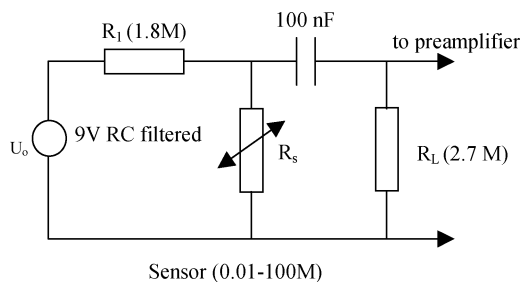 100 nF
R1 (1.8M)
to preamplifier
Uo
9V RC filtered
Rs
RL (2.7 M)
Sensor (0.01-100M)